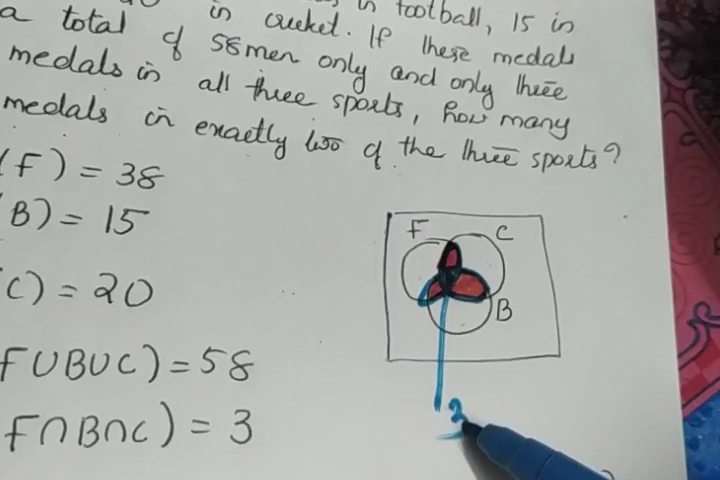 in football, 15 in
a total in cricket. If these medals
of 58 men only and only three
medals in all three sports, how many
medals in exactly two of the three sports?
(F) = 38
B) = 15
C) = 20
F∪B∪C) = 58
F∩B∩C) = 3
F C
B